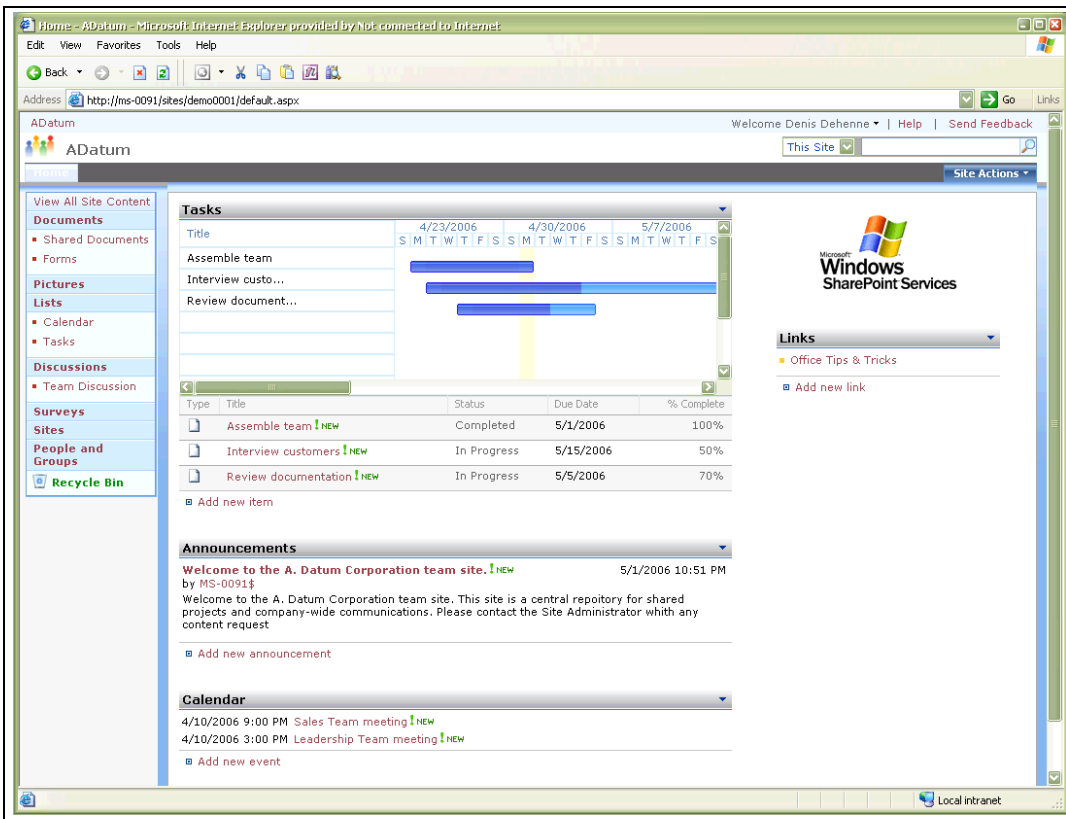 Home - ADatum - Microsoft Internet Explorer provided by Not connected to Internet
Edit View Favorites Tools Help
Back
Address http://ms-0091/sites/demo0001/default.aspx Go Links
ADatum Welcome Denis Dehenne | Help | Send Feedback
ADatum This Site
Home Site Actions
View All Site Content
Documents
Shared Documents
Forms
Pictures
Lists
Calendar
Tasks
Discussions
Team Discussion
Surveys
Sites
People and
Groups
Recycle Bin
Tasks
Title 4/23/2006 4/30/2006 5/7/2006
S M T W T F S S M T W T F S S M T W T F S
Assemble team
Interview custo...
Review document...
Type Title Status Due Date % Complete
Assemble team ! NEW Completed 5/1/2006 100%
Interview customers ! NEW In Progress 5/15/2006 50%
Review documentation ! NEW In Progress 5/5/2006 70%
Add new item
Announcements
Welcome to the A. Datum Corporation team site. ! NEW 5/1/2006 10:51 PM
by MS-0091$
Welcome to the A. Datum Corporation team site. This site is a central repoitory for shared
projects and company-wide communications. Please contact the Site Administrator whith any
content request
Add new announcement
Calendar
4/10/2006 9:00 PM Sales Team meeting ! NEW
4/10/2006 3:00 PM Leadership Team meeting ! NEW
Add new event
Microsoft
Windows
SharePoint Services
Links
Office Tips & Tricks
Add new link
Local intranet